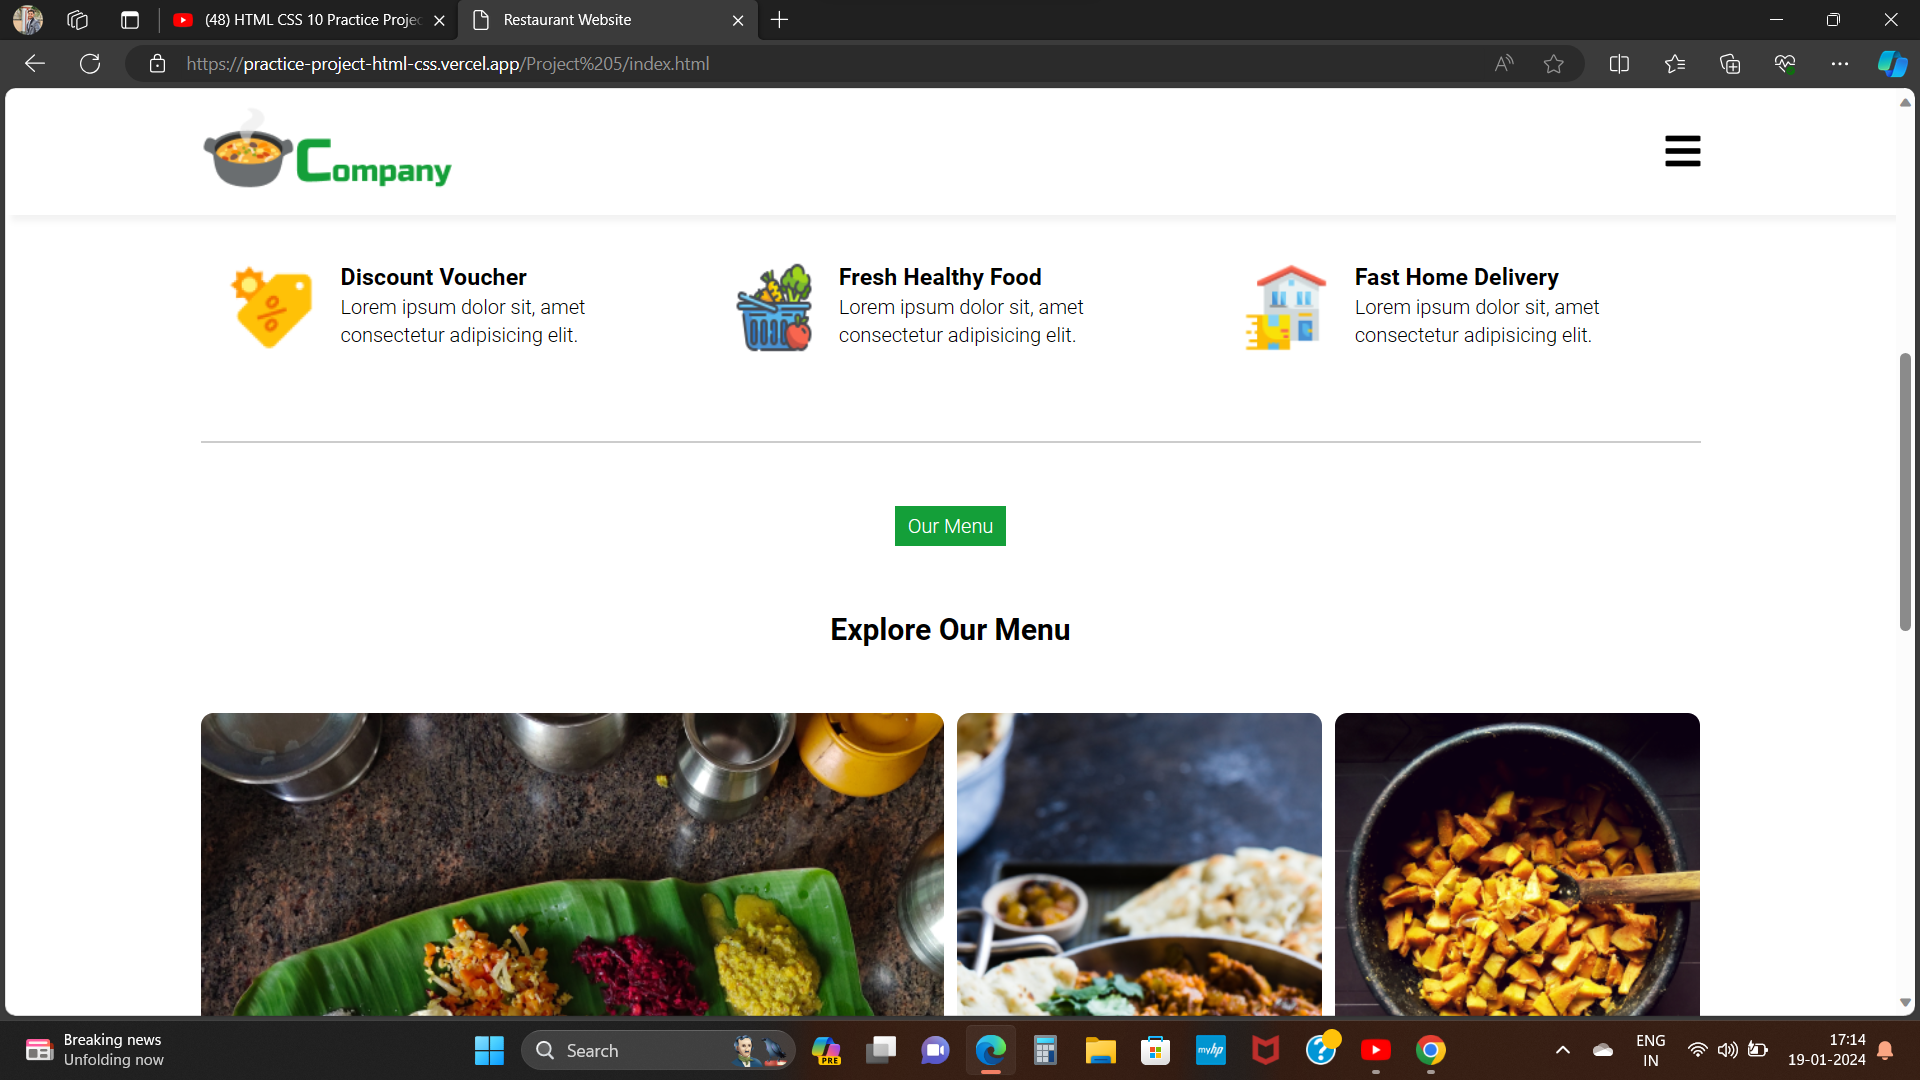 (48) HTML CSS 10 Practice Projec
Restaurant Website
https://practice-project-html-css.vercel.app/Project%205/index.html
Company
Discount Voucher
Lorem ipsum dolor sit, amet
consectetur adipisicing elit.
Fresh Healthy Food
Lorem ipsum dolor sit, amet
consectetur adipisicing elit.
Fast Home Delivery
Lorem ipsum dolor sit, amet
consectetur adipisicing elit.
Our Menu
Explore Our Menu
Breaking news
Unfolding now
Search
PRE
myhp
ENG
IN
17:14
19-01-2024